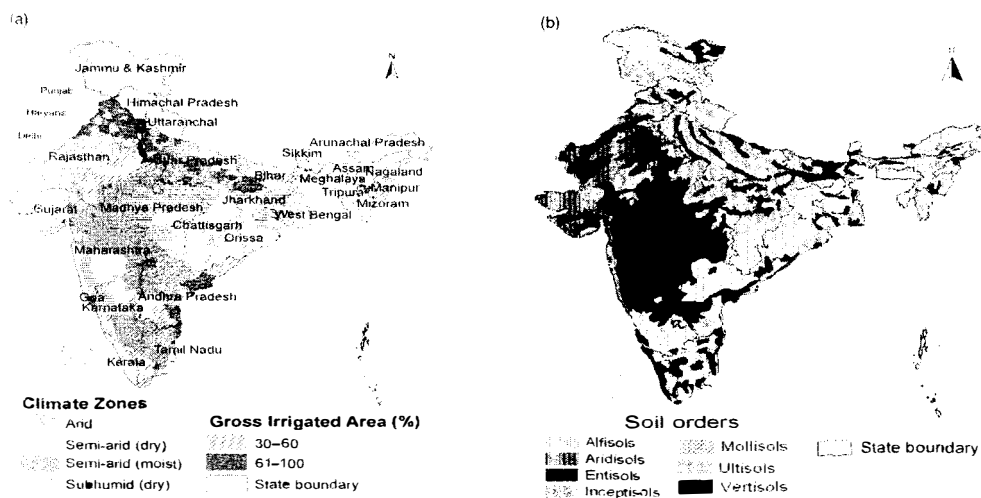 (a)
Jammu & Kashmir
Punjab
Himachal Pradesh
Haryana
Uttaranchal
Delhi
Arunachal Pradesh
Sikkim
Rajasthan
Uttar Pradesh
Assam
Nagaland
Bihar
Meghalaya
Manipur
Tripura
Mizoram
Jharkhand
Gujarat
Madhya Pradesh
West Bengal
Chattisgarh
Orissa
Maharashtra
Goa
Andhra Pradesh
Karnataka
Tamil Nadu
Kerala
Climate Zones
Arid
Semi-arid (dry)
Semi-arid (moist)
Subhumid (dry)
Gross Irrigated Area (%)
30–60
61–100
State boundary
(b)
Soil orders
Alfisols
Aridisols
Entisols
Inceptisols
Mollisols
Ultisols
Vertisols
State boundary